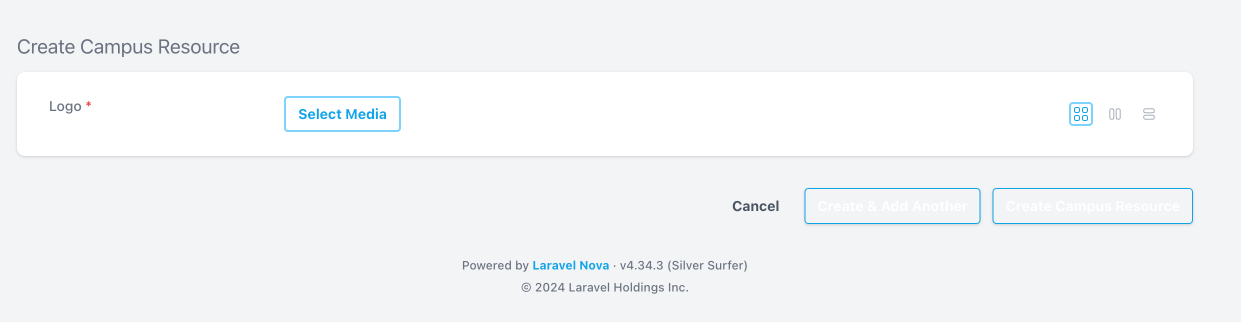 Create Campus Resource
Logo *
Select Media
Cancel
Create & Add Another
Create Campus Resource
Powered by Laravel Nova · v4.34.3 (Silver Surfer)
© 2024 Laravel Holdings Inc.